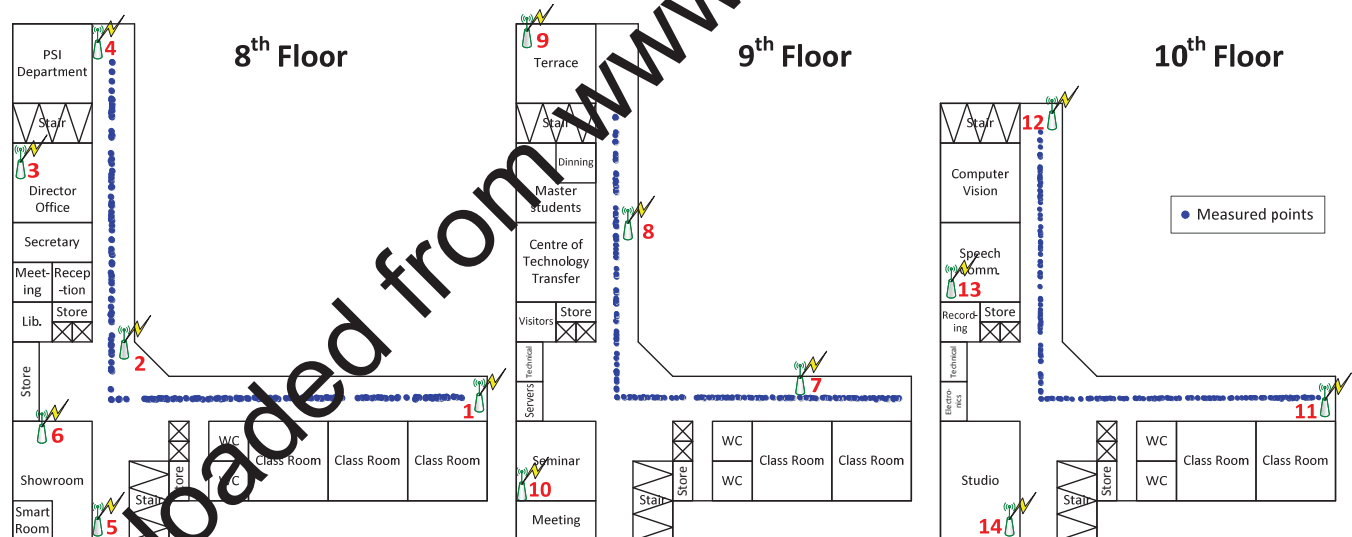 8th Floor
4
PSI
Department
Stair
3
Director
Office
Secretary
Meet-
ing
Recep
-tion
Lib.
Store
2
Store
1
6
WC
WC
Class Room
Class Room
Class Room
Showroom
Store
Stair
Smart
Room
5
9th Floor
9
Terrace
Stair
Dinning
Master
students
8
Centre of
Technology
Transfer
Visitors
Store
Technical
Servers
7
Seminar
10
Meeting
Stair
Store
WC
WC
Class Room
Class Room
10th Floor
12
Stair
Computer
Vision
Speech
Comm.
13
Record-
ing
Store
Technical
Electro-
nics
11
Studio
14
Stair
Store
WC
WC
Class Room
Class Room
Measured points
loaded from www